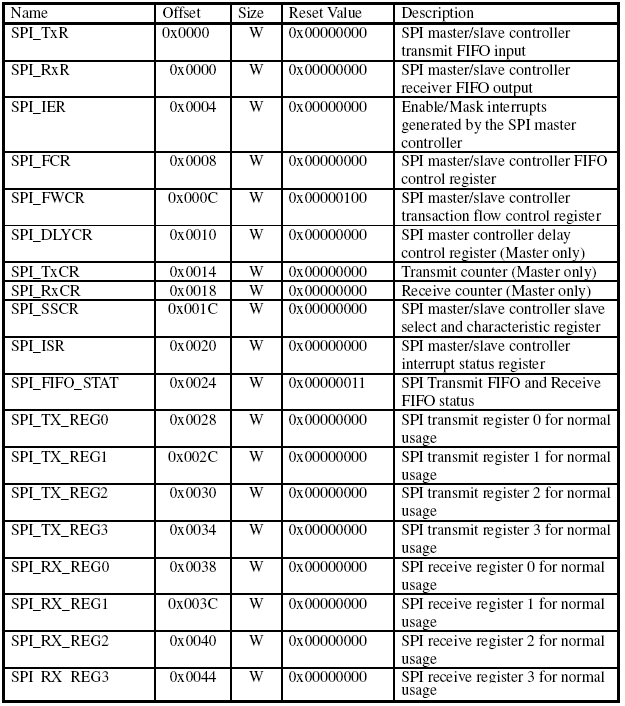 Name Offset Size Reset Value Description
SPI_TxR 0x0000 W 0x00000000 SPI master/slave controller
transmit FIFO input
SPI_RxR 0x0000 W 0x00000000 SPI master/slave controller
receiver FIFO output
SPI_IER 0x0004 W 0x00000000 Enable/Mask interrupts
generated by the SPI master
controller
SPI_FCR 0x0008 W 0x00000000 SPI master/slave controller FIFO
control register
SPI_FWCR 0x000C W 0x00000100 SPI master/slave controller
transaction flow control register
SPI_DLYCR 0x0010 W 0x00000000 SPI master controller delay
control register (Master only)
SPI_TxCR 0x0014 W 0x00000000 Transmit counter (Master only)
SPI_RxCR 0x0018 W 0x00000000 Receive counter (Master only)
SPI_SSCR 0x001C W 0x00000000 SPI master/slave controller slave
select and characteristic register
SPI_ISR 0x0020 W 0x00000000 SPI master/slave controller
interrupt status register
SPI_FIFO_STAT 0x0024 W 0x00000011 SPI Transmit FIFO and Receive
FIFO status
SPI_TX_REG0 0x0028 W 0x00000000 SPI transmit register 0 for normal
usage
SPI_TX_REG1 0x002C W 0x00000000 SPI transmit register 1 for normal
usage
SPI_TX_REG2 0x0030 W 0x00000000 SPI transmit register 2 for normal
usage
SPI_TX_REG3 0x0034 W 0x00000000 SPI transmit register 3 for normal
usage
SPI_RX_REG0 0x0038 W 0x00000000 SPI receive register 0 for normal
usage
SPI_RX_REG1 0x003C W 0x00000000 SPI receive register 1 for normal
usage
SPI_RX_REG2 0x0040 W 0x00000000 SPI receive register 2 for normal
usage
SPI_RX_REG3 0x0044 W 0x00000000 SPI receive register 3 for normal
usage